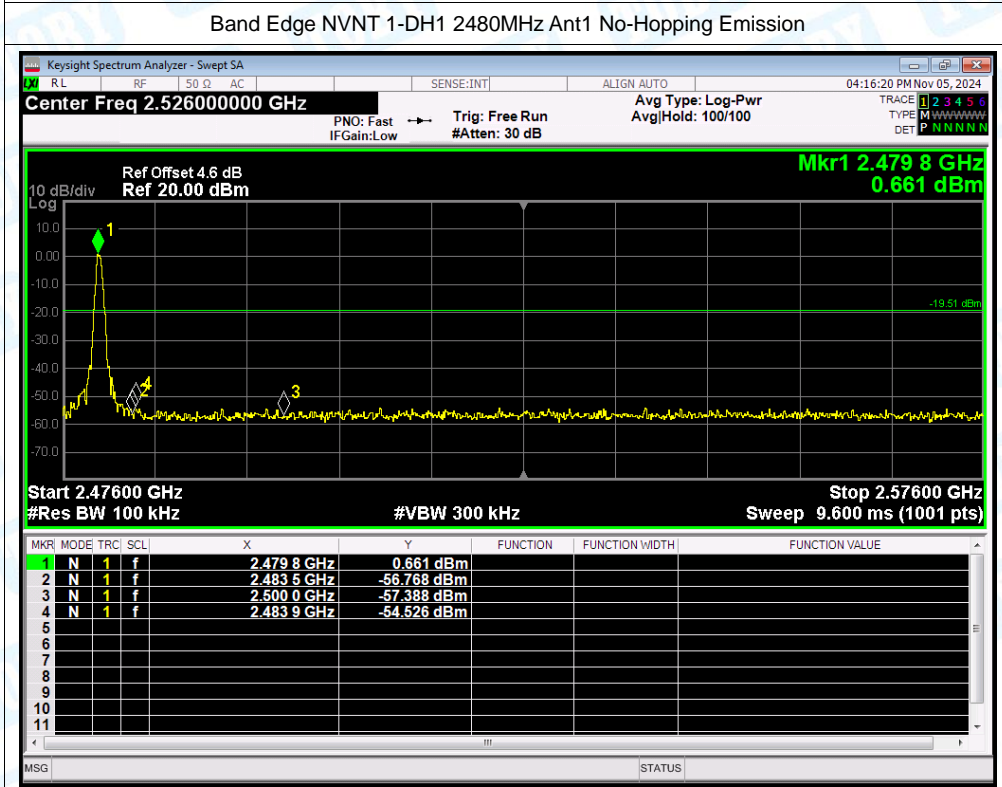 Band Edge NVNT 1-DH1 2480MHz Ant1 No-Hopping Emission
Keysight Spectrum Analyzer - Swept SA
LXI RL RF 50 Ω AC SENSE:INT ALIGN AUTO 04:16:20 PM Nov 05, 2024
Center Freq 2.526000000 GHz Avg Type: Log-Pwr TRACE 1 2 3 4 5 6
PNO: Fast Trig: Free Run Avg|Hold: 100/100 TYPE M WWWWW
IFGain:Low #Atten: 30 dB DET P N N N N N
Mkr1 2.479 8 GHz
Ref Offset 4.6 dB
10 dB/div Ref 20.00 dBm 0.661 dBm
Log
10.0
1
0.00
-10.0
-19.51 dBm
-20.0
-30.0
-40.0
4
2
3
-50.0
-60.0
-70.0
Start 2.47600 GHz Stop 2.57600 GHz
#Res BW 100 kHz #VBW 300 kHz Sweep 9.600 ms (1001 pts)
MKR MODE TRC SCL X Y FUNCTION FUNCTION WIDTH FUNCTION VALUE
1 N 1 f 2.479 8 GHz 0.661 dBm
2 N 1 f 2.483 5 GHz -56.768 dBm
3 N 1 f 2.500 0 GHz -57.388 dBm
4 N 1 f 2.483 9 GHz -54.526 dBm
5
6
7
8
9
10
11
MSG STATUS